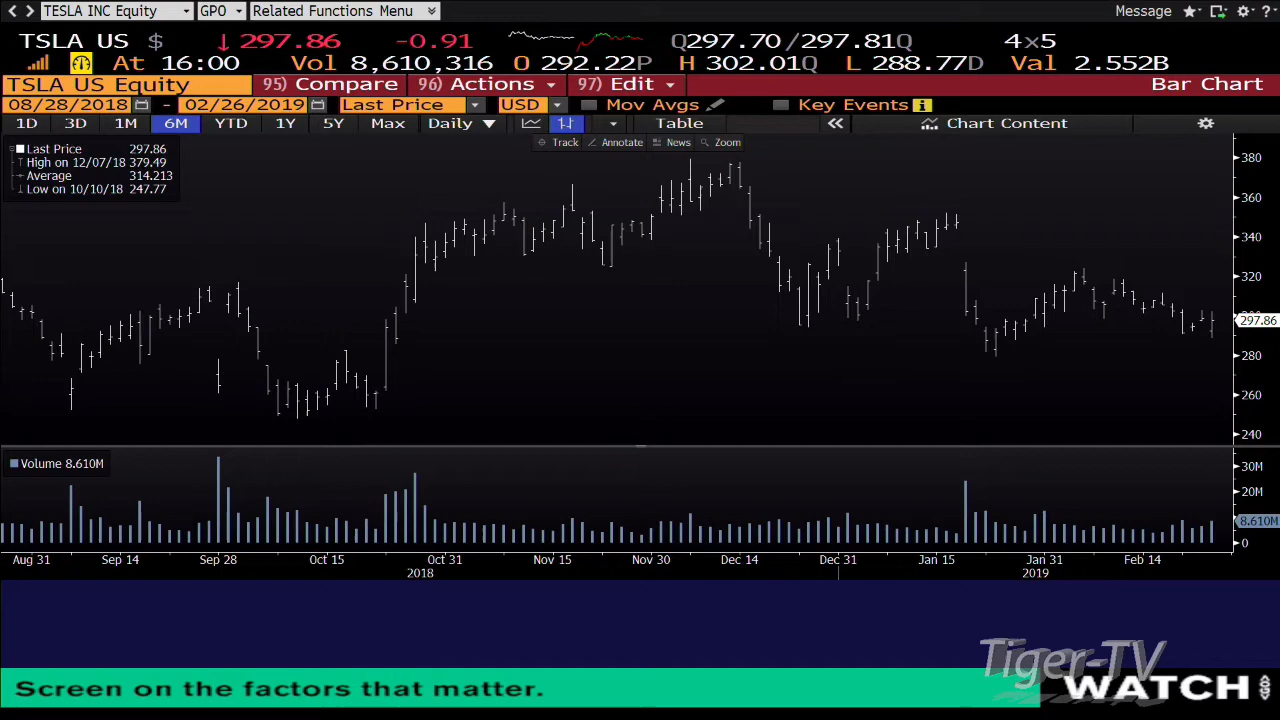 TESLA INC Equity GPO Related Functions Menu Message ?
TSLA US $ ↓ 297.86 -0.91 Q297.70/297.81Q 4×5
At 16:00 Vol 8,610,316 O 292.22P H 302.01Q L 288.77D Val 2.552B
TSLA US Equity 95) Compare 96) Actions 97) Edit Bar Chart
08/28/2018 - 02/26/2019 Last Price USD Mov Avgs Key Events i
1D 3D 1M 6M YTD 1Y 5Y Max Daily ▼ Table « Chart Content
Track Annotate News Zoom
Last Price 297.86
High on 12/07/18 379.49
Average 314.213
Low on 10/10/18 247.77
380
360
340
320
297.86
280
260
240
Volume 8.610M
30M
20M
8.610M
0
Aug 31 Sep 14 Sep 28 Oct 15 Oct 31 Nov 15 Nov 30 Dec 14 Dec 31 Jan 15 Jan 31 Feb 14
2018 2019
Tiger-TV
Screen on the factors that matter.
WATCH